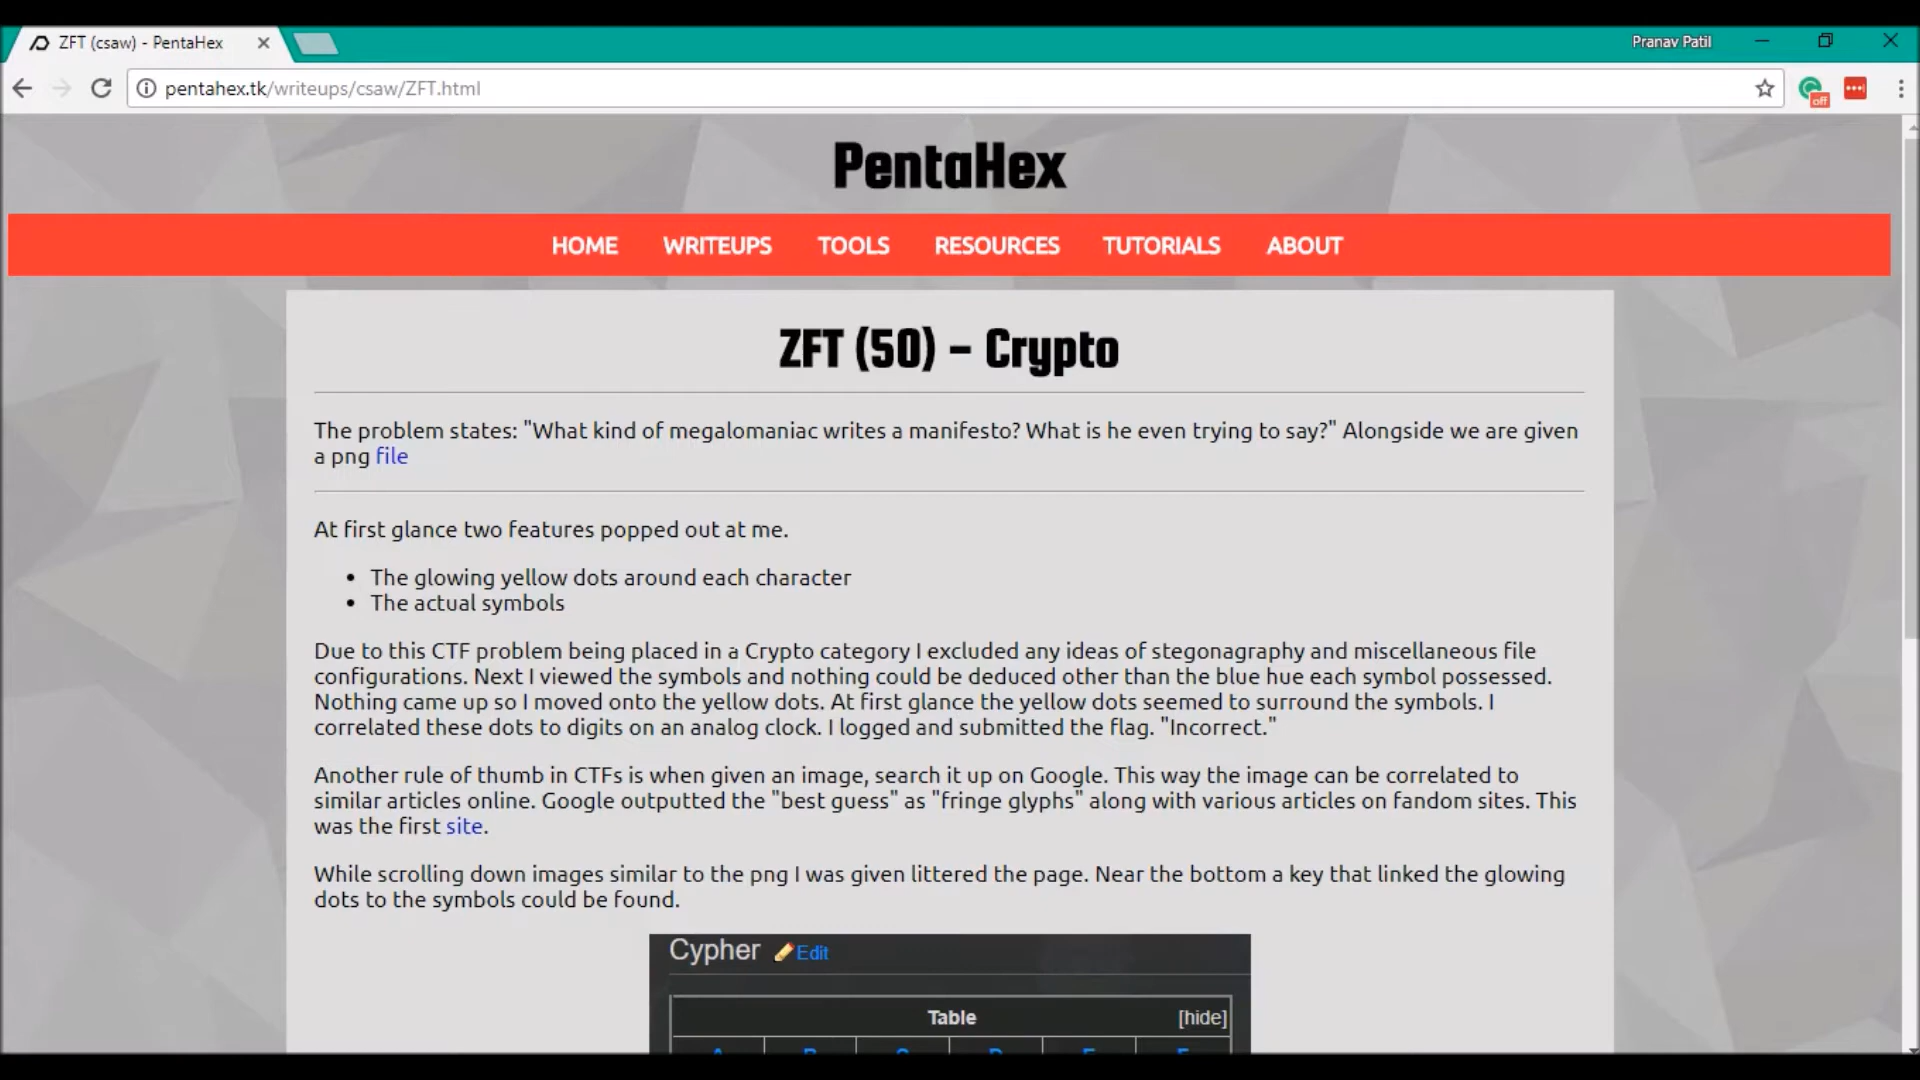 ZFT (csaw) - PentaHex
Pranav Patil
pentahex.tk/writeups/csaw/ZFT.html
off
PentaHex
HOME WRITEUPS TOOLS RESOURCES TUTORIALS ABOUT
ZFT (50) – Crypto
The problem states: "What kind of megalomaniac writes a manifesto? What is he even trying to say?" Alongside we are given
a png file
At first glance two features popped out at me.
• The glowing yellow dots around each character
• The actual symbols
Due to this CTF problem being placed in a Crypto category I excluded any ideas of stegonagraphy and miscellaneous file
configurations. Next I viewed the symbols and nothing could be deduced other than the blue hue each symbol possessed.
Nothing came up so I moved onto the yellow dots. At first glance the yellow dots seemed to surround the symbols. I
correlated these dots to digits on an analog clock. I logged and submitted the flag. "Incorrect."
Another rule of thumb in CTFs is when given an image, search it up on Google. This way the image can be correlated to
similar articles online. Google outputted the "best guess" as "fringe glyphs" along with various articles on fandom sites. This
was the first site.
While scrolling down images similar to the png I was given littered the page. Near the bottom a key that linked the glowing
dots to the symbols could be found.
Cypher Edit
Table [hide]